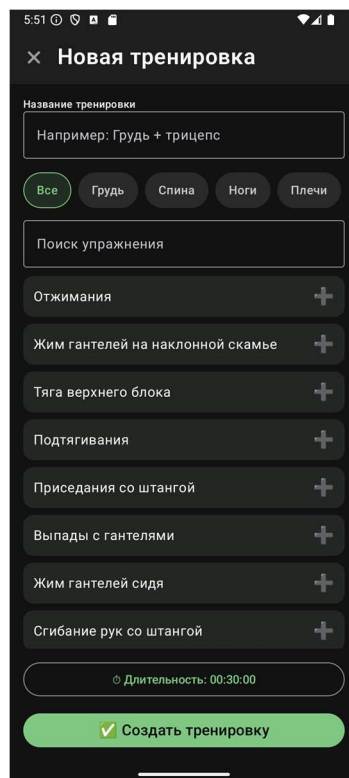 5:51
Новая тренировка
Название тренировки
Например: Грудь + трицепс
Все Грудь Спина Ноги Плечи
Поиск упражнения
Отжимания
Жим гантелей на наклонной скамье
Тяга верхнего блока
Подтягивания
Приседания со штангой
Выпады с гантелями
Жим гантелей сидя
Сгибание рук со штангой
⏱ Длительность: 00:30:00
✅ Создать тренировку